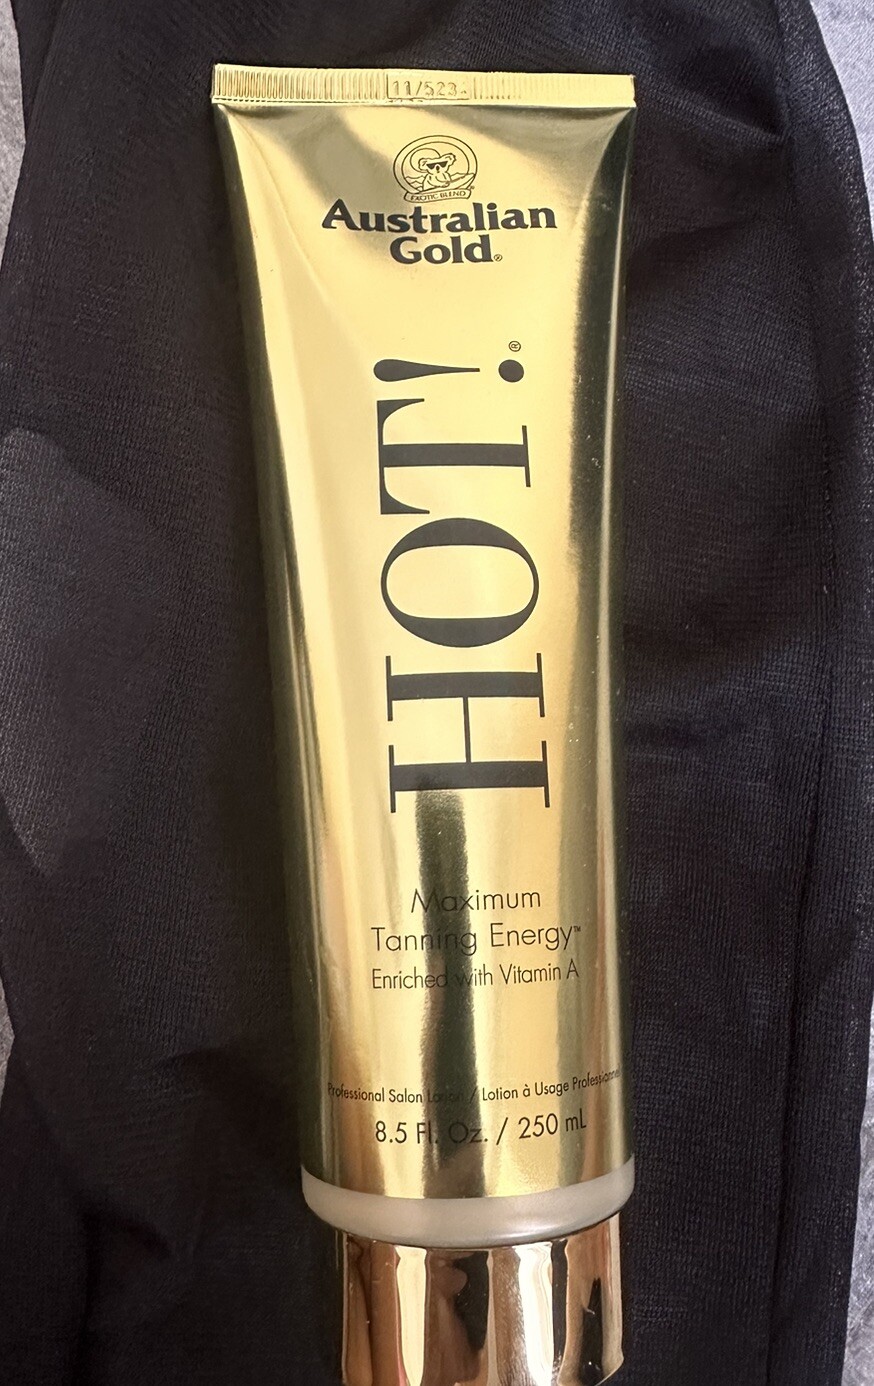 11/523
EXOTIC BLEND
Australian
Gold®
HOT!®
Maximum
Tanning Energy™
Enriched with Vitamin A
Professional Salon Lotion / Lotion à Usage Professionnel
8.5 Fl. Oz. / 250 mL